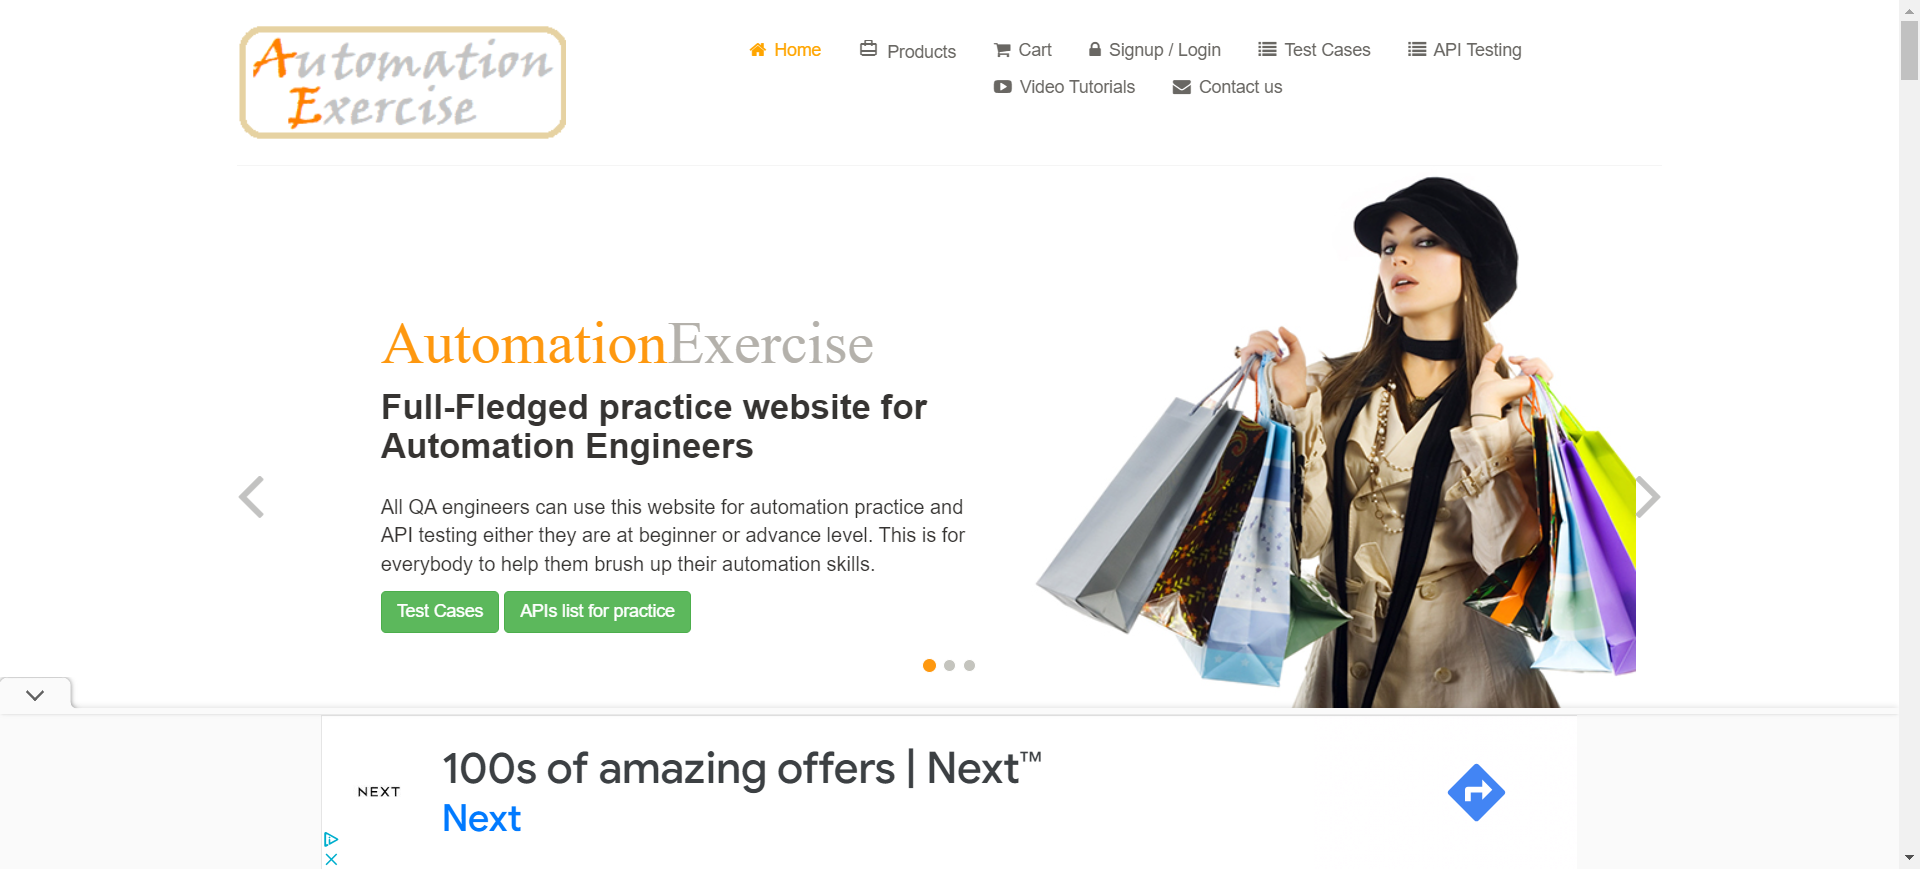 Automation
Exercise
Home
Products
Cart
Signup / Login
Test Cases
API Testing
Video Tutorials
Contact us
AutomationExercise
Full-Fledged practice website for
Automation Engineers
All QA engineers can use this website for automation practice and
API testing either they are at beginner or advance level. This is for
everybody to help them brush up their automation skills.
Test Cases
APIs list for practice
NEXT
100s of amazing offers | Next™
Next